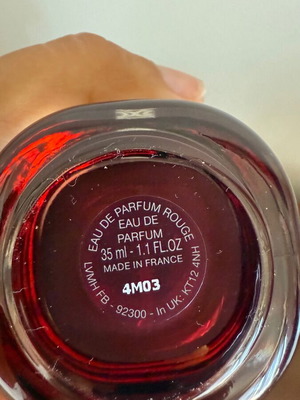 EAU DE PARFUM ROUGE
EAU DE
PARFUM
35 ml - 1.1 FL.OZ
MADE IN FRANCE
4M03
LVMH FB - 92300 - In UK: KT12 4NH